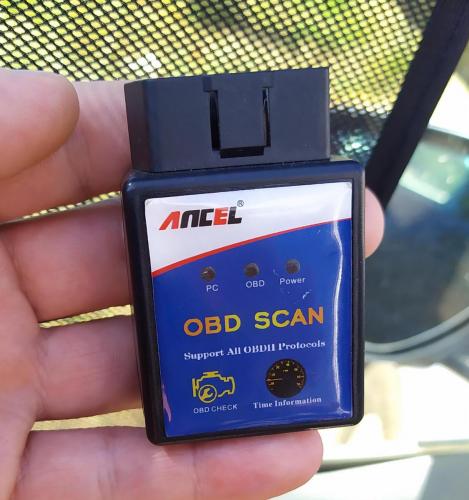 ANCEL®
PC OBD Power
OBD SCAN
Support All OBDII Protocols
OBD CHECK Time Information